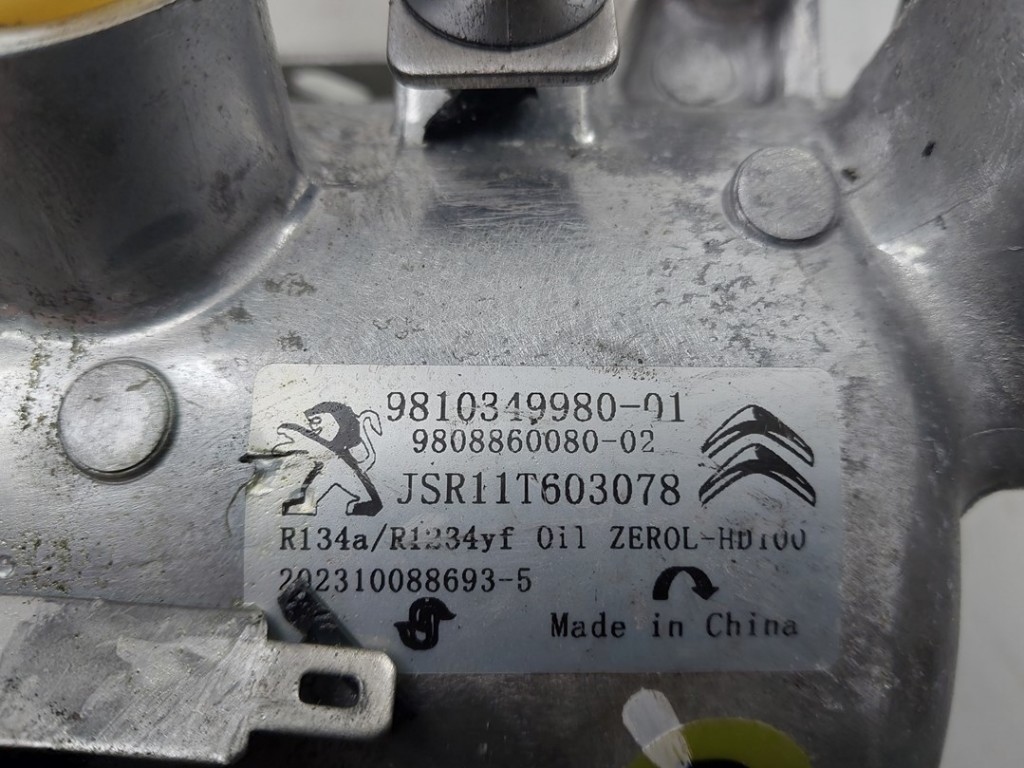 9810349980-01
9808860080-02
JSR11T603078
R134a/R1234yf Oil ZEROL-HD100
202310088693-5
Made in China